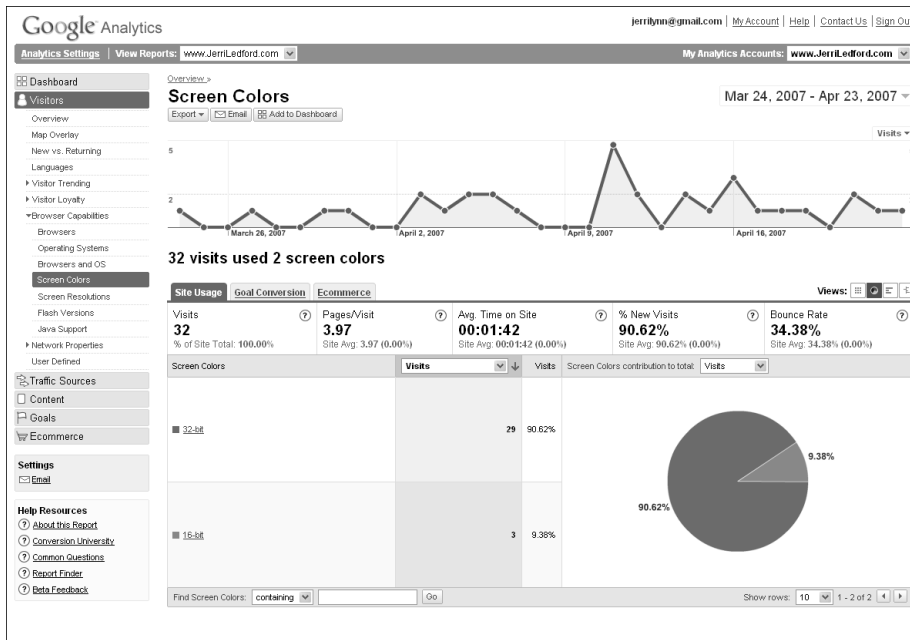 Google Analytics
jerrilynn@gmail.com | My Account | Help | Contact Us | Sign Ou
Analytics Settings | View Reports: www.JerriLedford.com
My Analytics Accounts: www.JerriLedford.com
Dashboard
Visitors
Overview
Map Overlay
New vs. Returning
Languages
Visitor Trending
Visitor Loyalty
Browser Capabilities
Browsers
Operating Systems
Browsers and OS
Screen Colors
Screen Resolutions
Flash Versions
Java Support
Network Properties
User Defined
Traffic Sources
Content
Goals
Ecommerce
Settings
Email
Help Resources
About this Report
Conversion University
Common Questions
Report Finder
Beta Feedback
Overview »
Screen Colors
Mar 24, 2007 - Apr 23, 2007
Export Email Add to Dashboard
Visits
5
2
March 26, 2007 April 2, 2007 April 9, 2007 April 16, 2007
32 visits used 2 screen colors
Site Usage Goal Conversion Ecommerce
Views:
Visits ? Pages/Visit ? Avg. Time on Site ? % New Visits ? Bounce Rate ?
32 3.97 00:01:42 90.62% 34.38%
% of Site Total: 100.00% Site Avg: 3.97 (0.00%) Site Avg: 00:01:42 (0.00%) Site Avg: 90.62% (0.00%) Site Avg: 34.38% (0.00%)
Screen Colors Visits Visits Screen Colors contribution to total: Visits
32-bit 29 90.62%
16-bit 3 9.38%
9.38%
90.62%
Find Screen Colors: containing Go
Show rows: 10 1 - 2 of 2